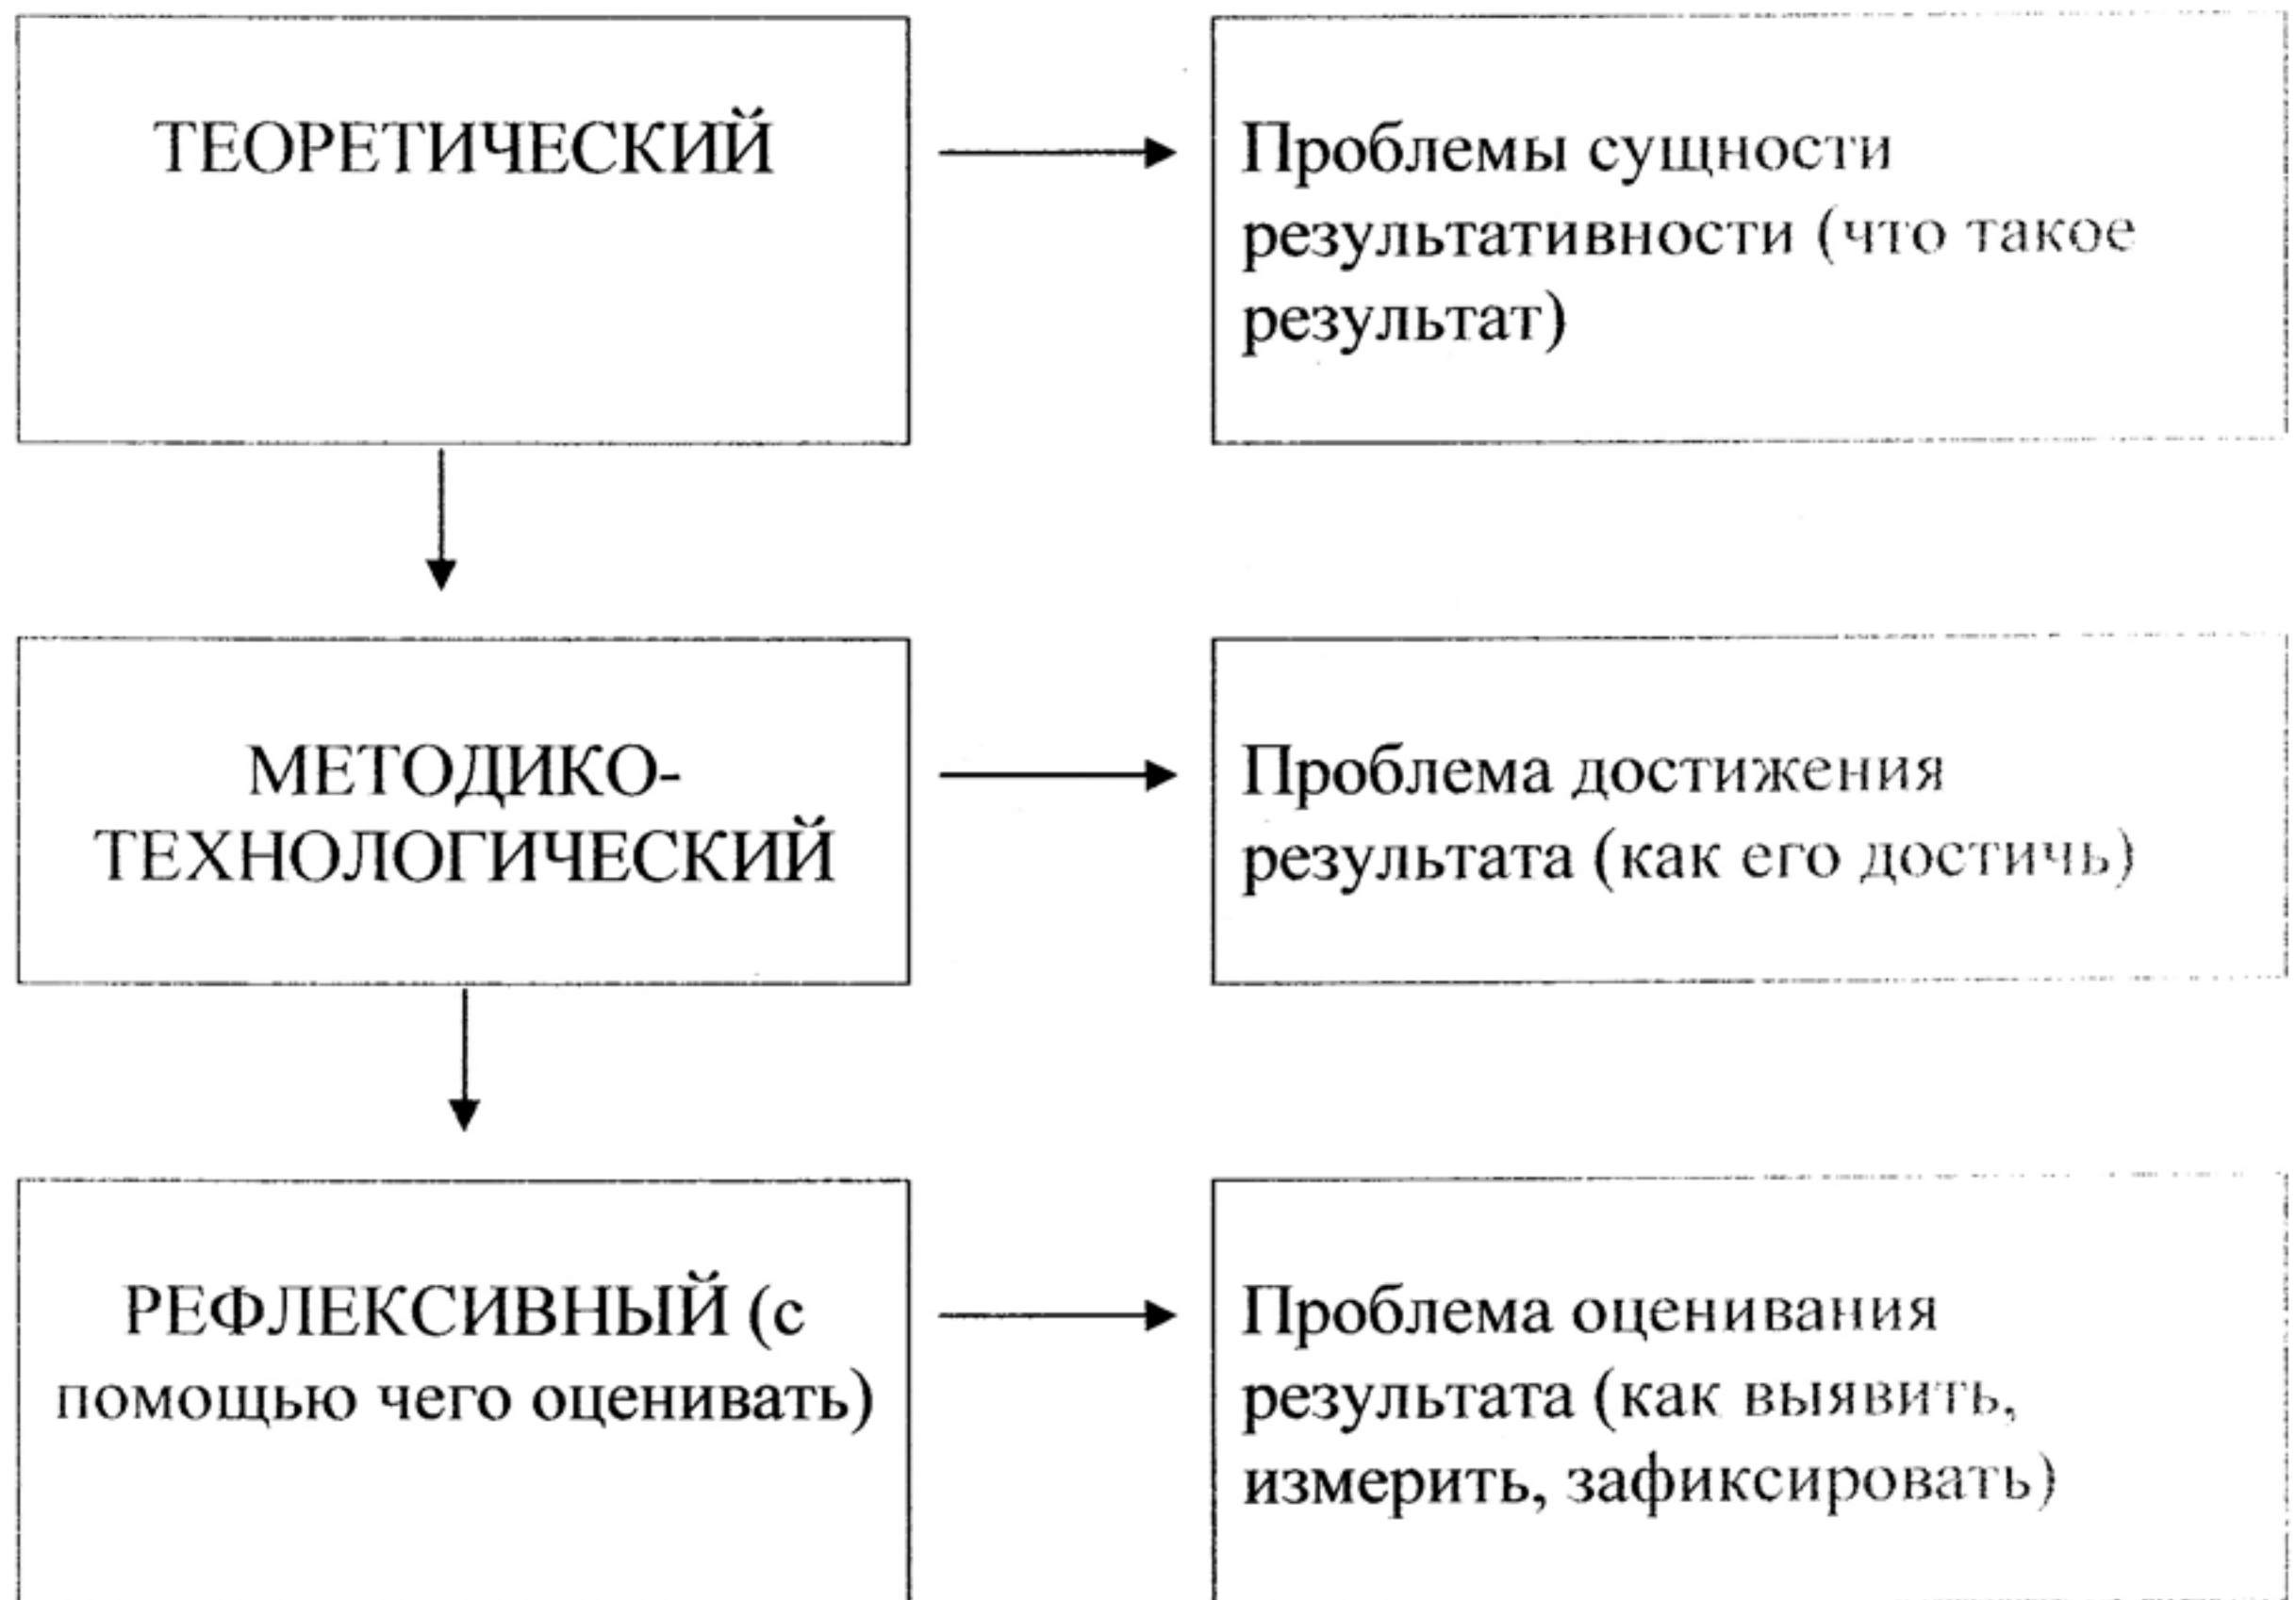 ТЕОРЕТИЧЕСКИЙ
Проблемы сущности
результативности (что такое
результат)
МЕТОДИКО-
ТЕХНОЛОГИЧЕСКИЙ
Проблема достижения
результата (как его достичь)
РЕФЛЕКСИВНЫЙ (с
помощью чего оценивать)
Проблема оценивания
результата (как выявить,
измерить, зафиксировать)